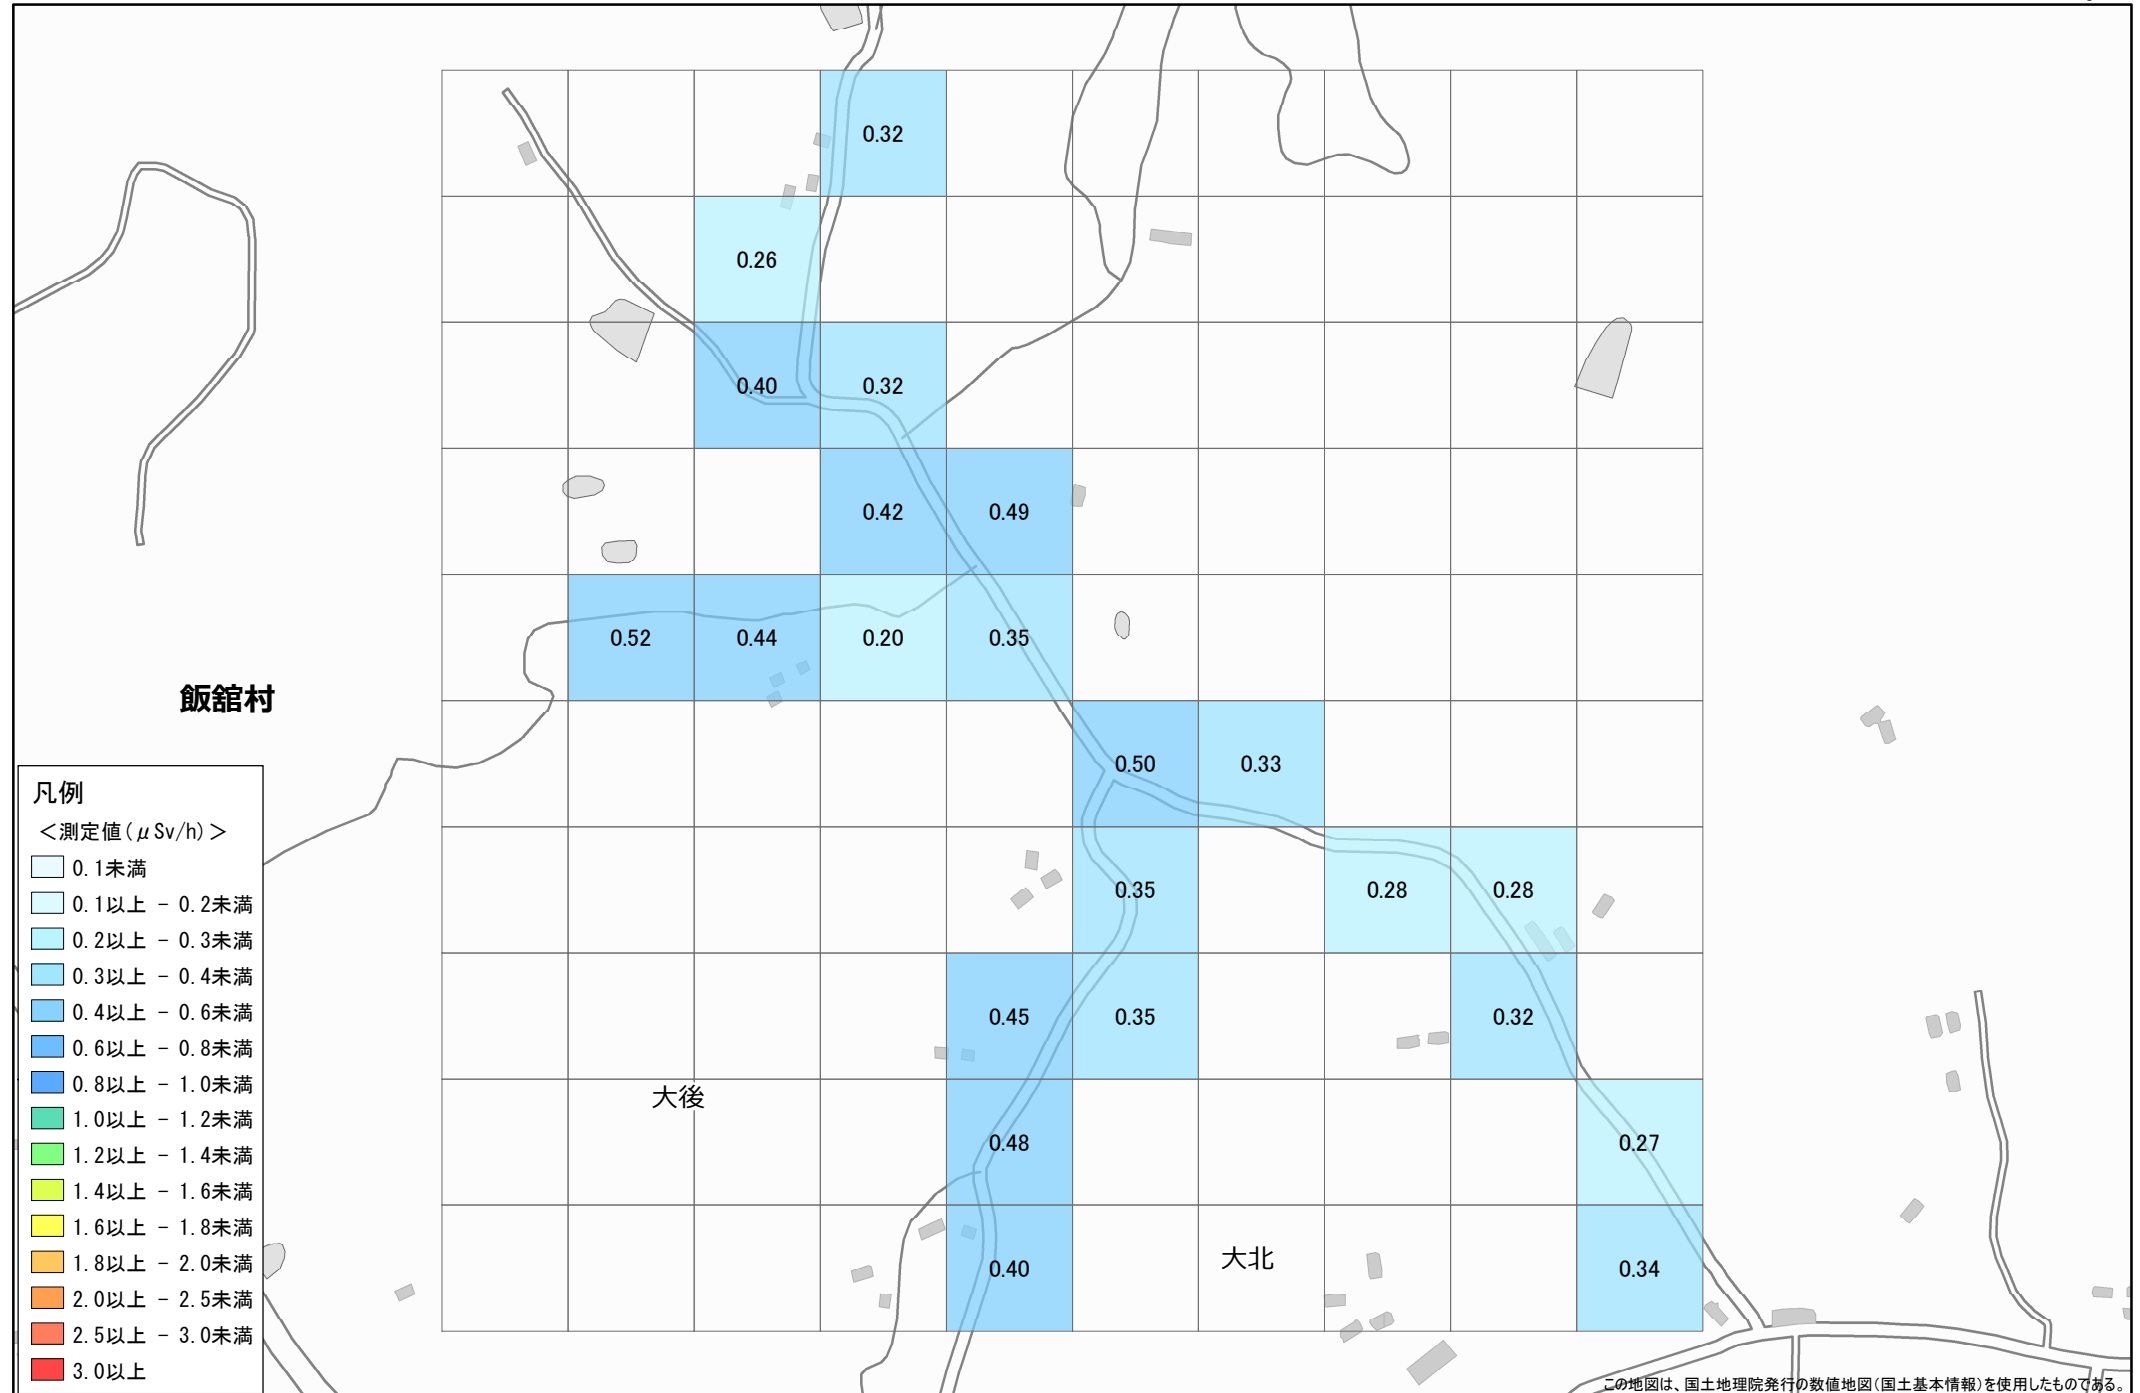 0.32
0.26
0.40 0.32
0.42 0.49
0.52 0.44 0.20 0.35
飯舘村
0.50 0.33
凡例
＜測定値(μSv/h)＞
0.1未満
0.1以上 - 0.2未満
0.2以上 - 0.3未満
0.3以上 - 0.4未満
0.4以上 - 0.6未満
0.6以上 - 0.8未満
0.8以上 - 1.0未満
1.0以上 - 1.2未満
1.2以上 - 1.4未満
1.4以上 - 1.6未満
1.6以上 - 1.8未満
1.8以上 - 2.0未満
2.0以上 - 2.5未満
2.5以上 - 3.0未満
3.0以上
0.35 0.28 0.28
0.45 0.35 0.32
大後
0.48 0.27
大北
0.40 0.34
この地図は、国土地理院発行の数値地図(国土基本情報)を使用したものである。